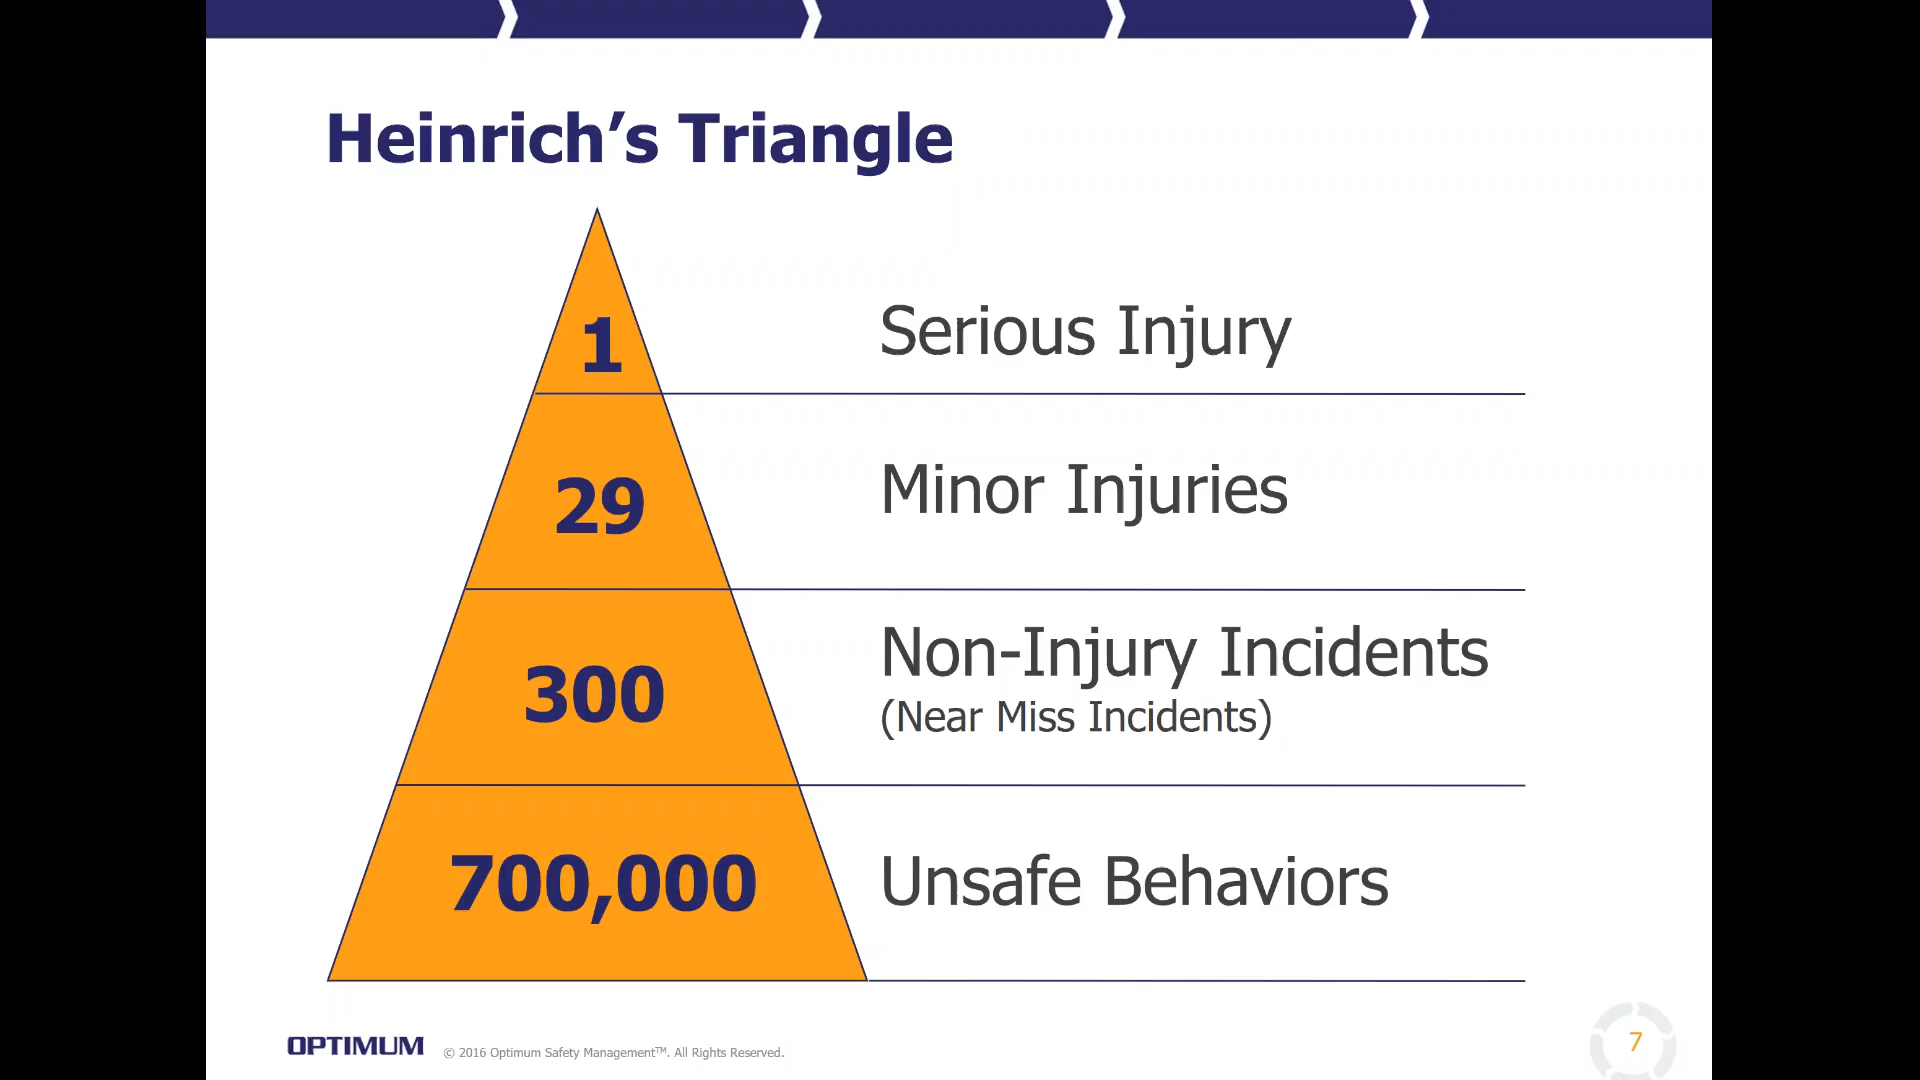 Heinrich’s Triangle
1
Serious Injury
29
Minor Injuries
300
Non-Injury Incidents
(Near Miss Incidents)
700,000
Unsafe Behaviors
OPTIMUM
© 2016 Optimum Safety Management™. All Rights Reserved.
7